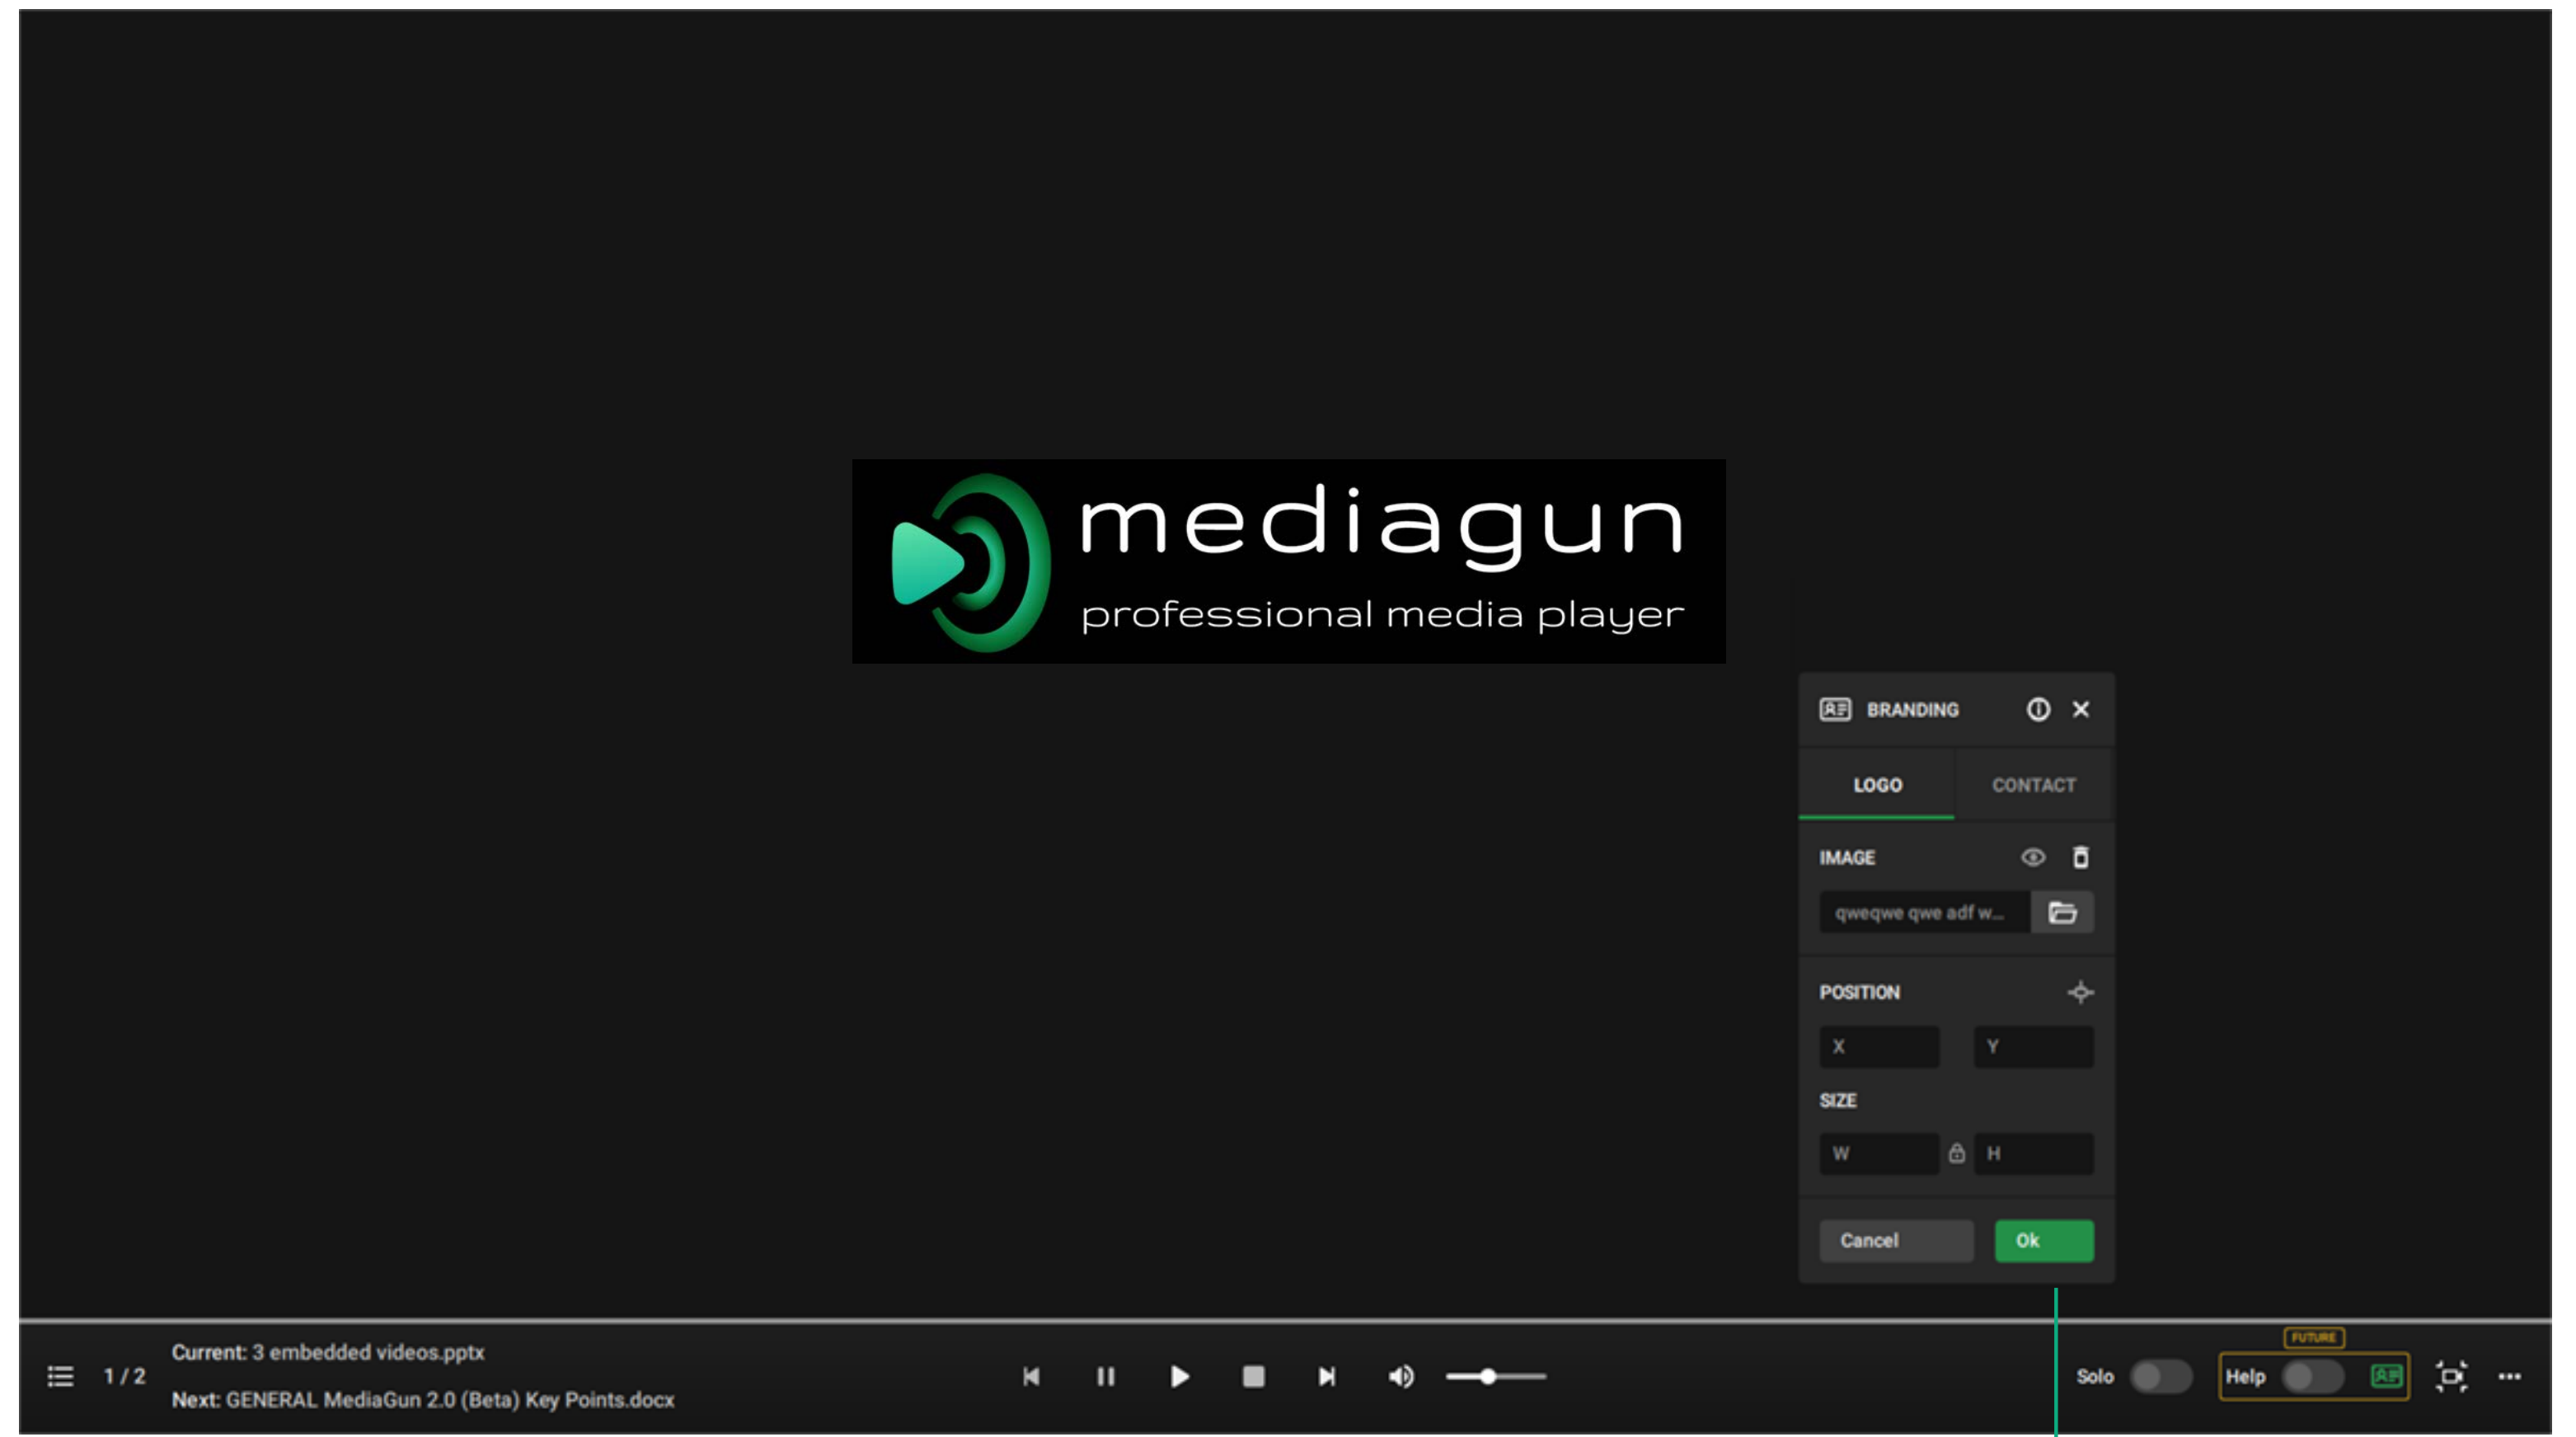 mediagun
professional media player
BRANDING
LOGO CONTACT
IMAGE
qweqwe qwe adf w...
POSITION
X Y
SIZE
W H
Cancel Ok
FUTURE
1 / 2
Current: 3 embedded videos.pptx
Next: GENERAL MediaGun 2.0 (Beta) Key Points.docx
Solo
Help